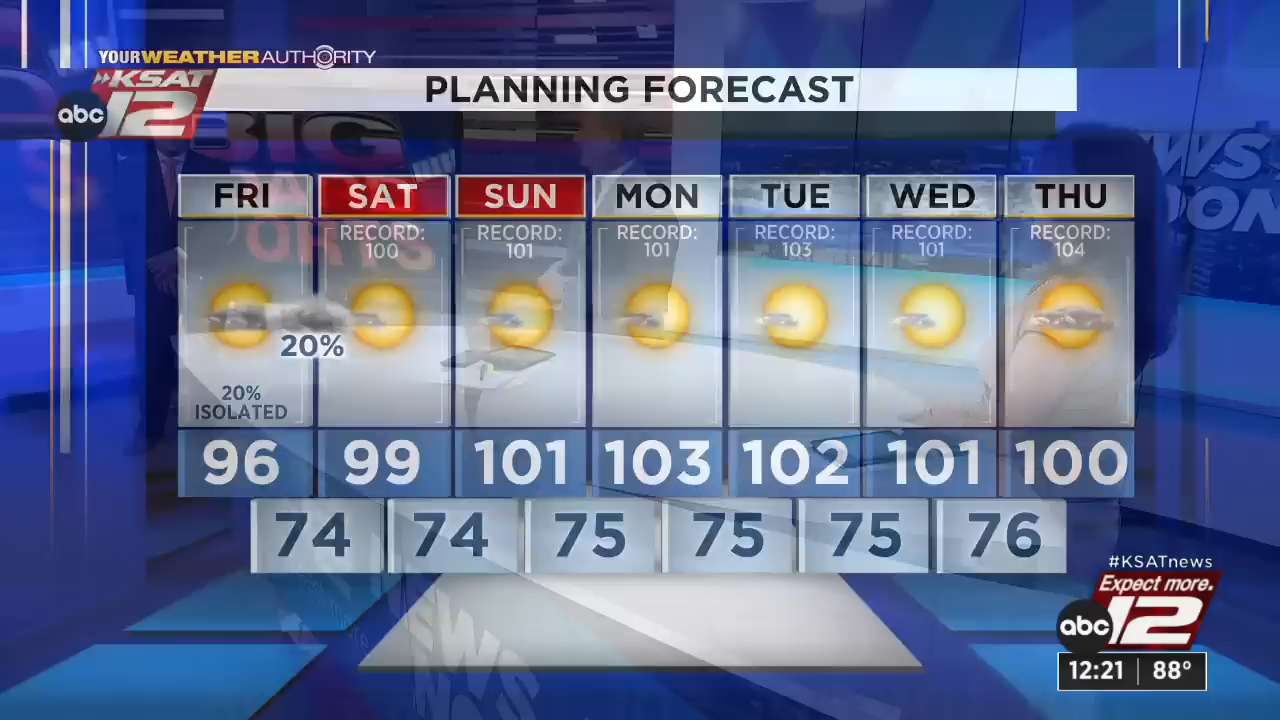 YOURWEATHERAUTHORITY
KSAT
abc 12
PLANNING FORECAST
BIG
NEWS
FRI SAT SUN MON TUE WED THU
RECORD: RECORD: RECORD: RECORD: RECORD: RECORD:
100 101 101 103 101 104
20%
20%
ISOLATED
96 99 101 103 102 101 100
74 74 75 75 75 76
#KSATnews
Expect more.
abc 12
12:21 88°